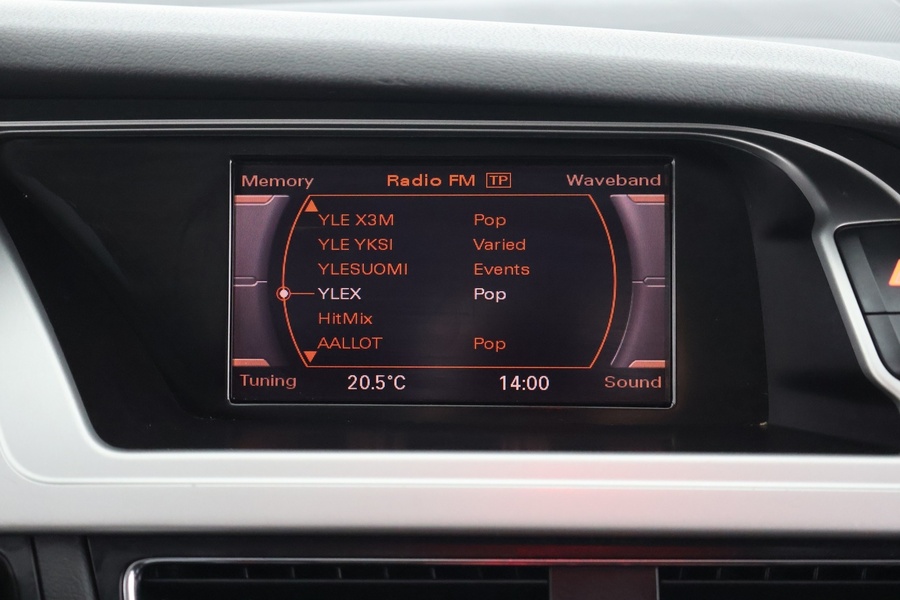 Memory Radio FM TP Waveband
YLE X3M Pop
YLE YKSI Varied
YLESUOMI Events
YLEX Pop
HitMix
AALLOT Pop
Tuning 20.5°C 14:00 Sound